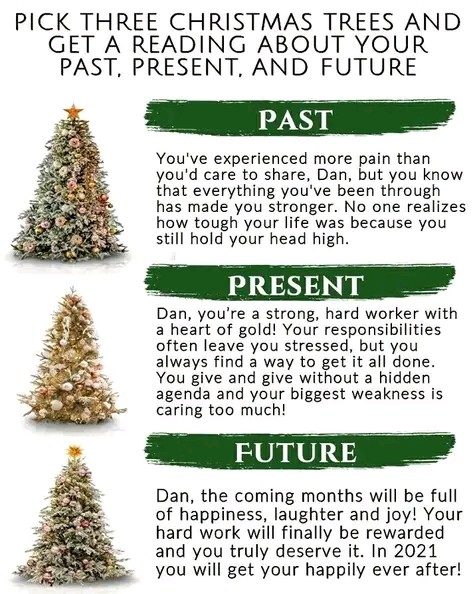 PICK THREE CHRISTMAS TREES AND
GET A READING ABOUT YOUR
PAST, PRESENT, AND FUTURE
PAST
You've experienced more pain than
you'd care to share, Dan, but you know
that everything you've been through
has made you stronger. No one realizes
how tough your life was because you
still hold your head high.
PRESENT
Dan, you're a strong, hard worker with
a heart of gold! Your responsibilities
often leave you stressed, but you
always find a way to get it all done.
You give and give without a hidden
agenda and your biggest weakness is
caring too much!
FUTURE
Dan, the coming months will be full
of happiness, laughter and joy! Your
hard work will finally be rewarded
and you truly deserve it. In 2021
you will get your happily ever after!